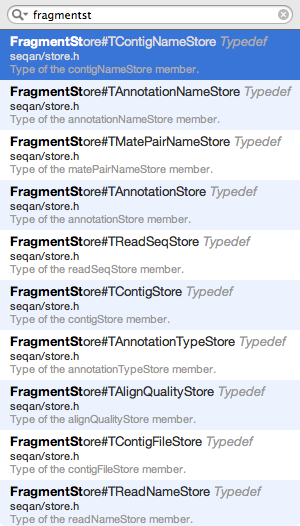 fragmentst
FragmentStore#TContigNameStore Typedef
seqan/store.h
Type of the contigNameStore member.
FragmentStore#TAnnotationNameStore Typedef
seqan/store.h
Type of the annotationNameStore member.
FragmentStore#TMatePairNameStore Typedef
seqan/store.h
Type of the matePairNameStore member.
FragmentStore#TAnnotationStore Typedef
seqan/store.h
Type of the annotationStore member.
FragmentStore#TReadSeqStore Typedef
seqan/store.h
Type of the readSeqStore member.
FragmentStore#TContigStore Typedef
seqan/store.h
Type of the contigStore member.
FragmentStore#TAnnotationTypeStore Typedef
seqan/store.h
Type of the annotationTypeStore member.
FragmentStore#TAlignQualityStore Typedef
seqan/store.h
Type of the alignQualityStore member.
FragmentStore#TContigFileStore Typedef
seqan/store.h
Type of the contigFileStore member.
FragmentStore#TReadNameStore Typedef
seqan/store.h
Type of the readNameStore member.